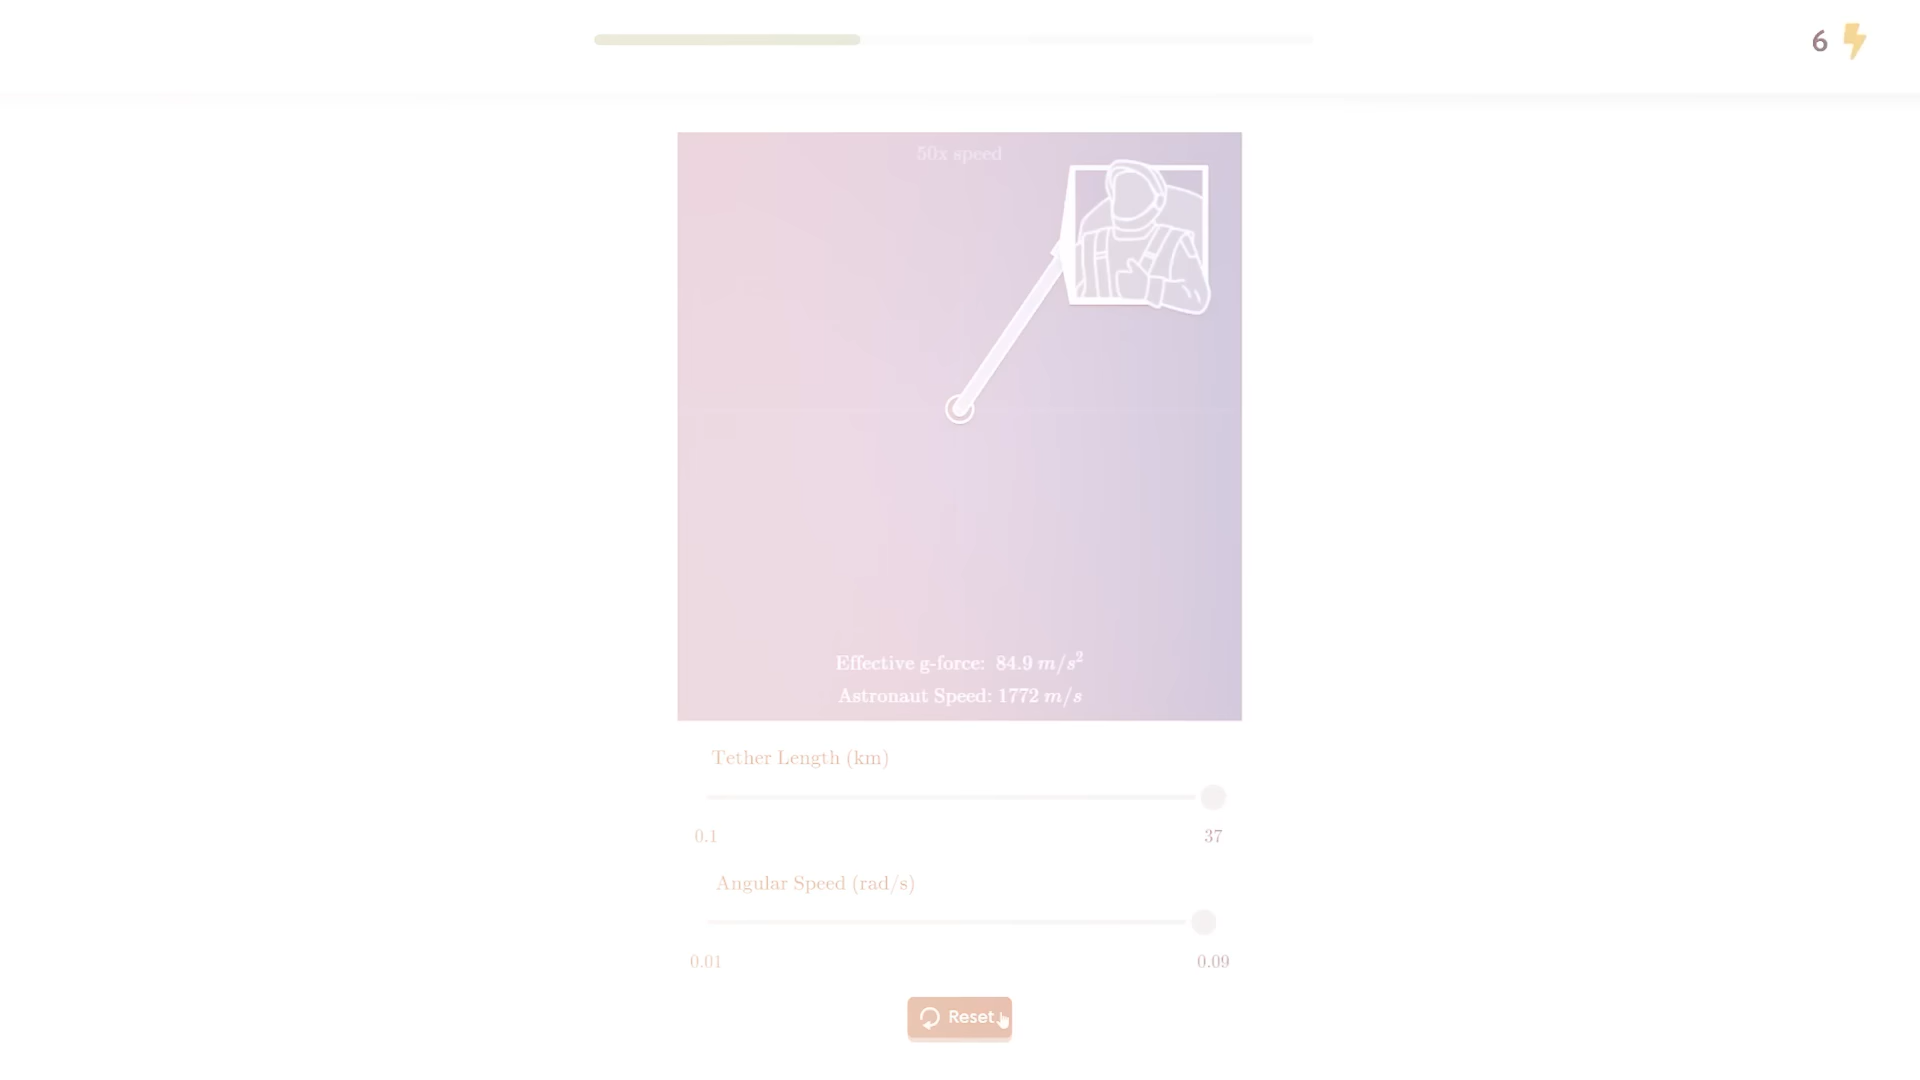 6
50x speed
Effective g-force: 84.9 m/s²
Astronaut Speed: 1772 m/s
Tether Length (km)
0.1 37
Angular Speed (rad/s)
0.01 0.09
Reset